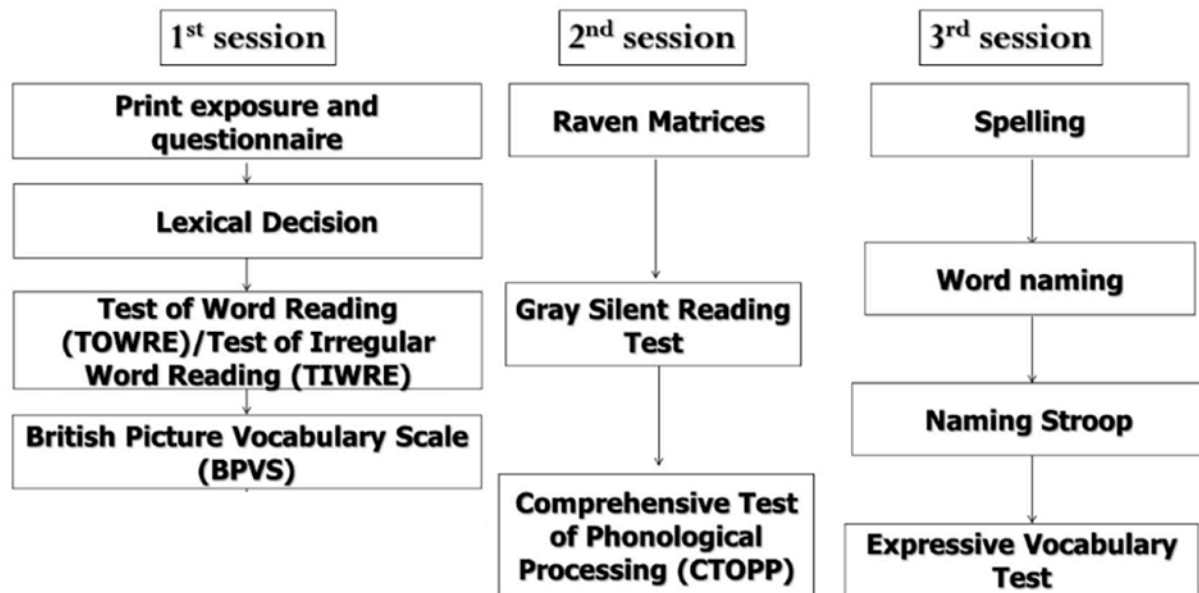 1st session
Print exposure and
questionnaire
Lexical Decision
Test of Word Reading
(TOWRE)/Test of Irregular
Word Reading (TIWRE)
British Picture Vocabulary Scale
(BPVS)
2nd session
Raven Matrices
Gray Silent Reading
Test
Comprehensive Test
of Phonological
Processing (CTOPP)
3rd session
Spelling
Word naming
Naming Stroop
Expressive Vocabulary
Test